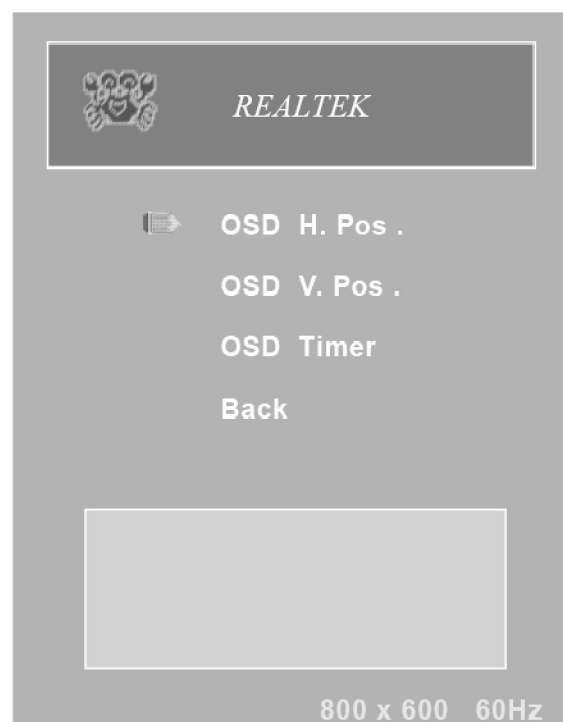 REALTEK
OSD H. Pos .
OSD V. Pos .
OSD Timer
Back
800 x 600 60Hz